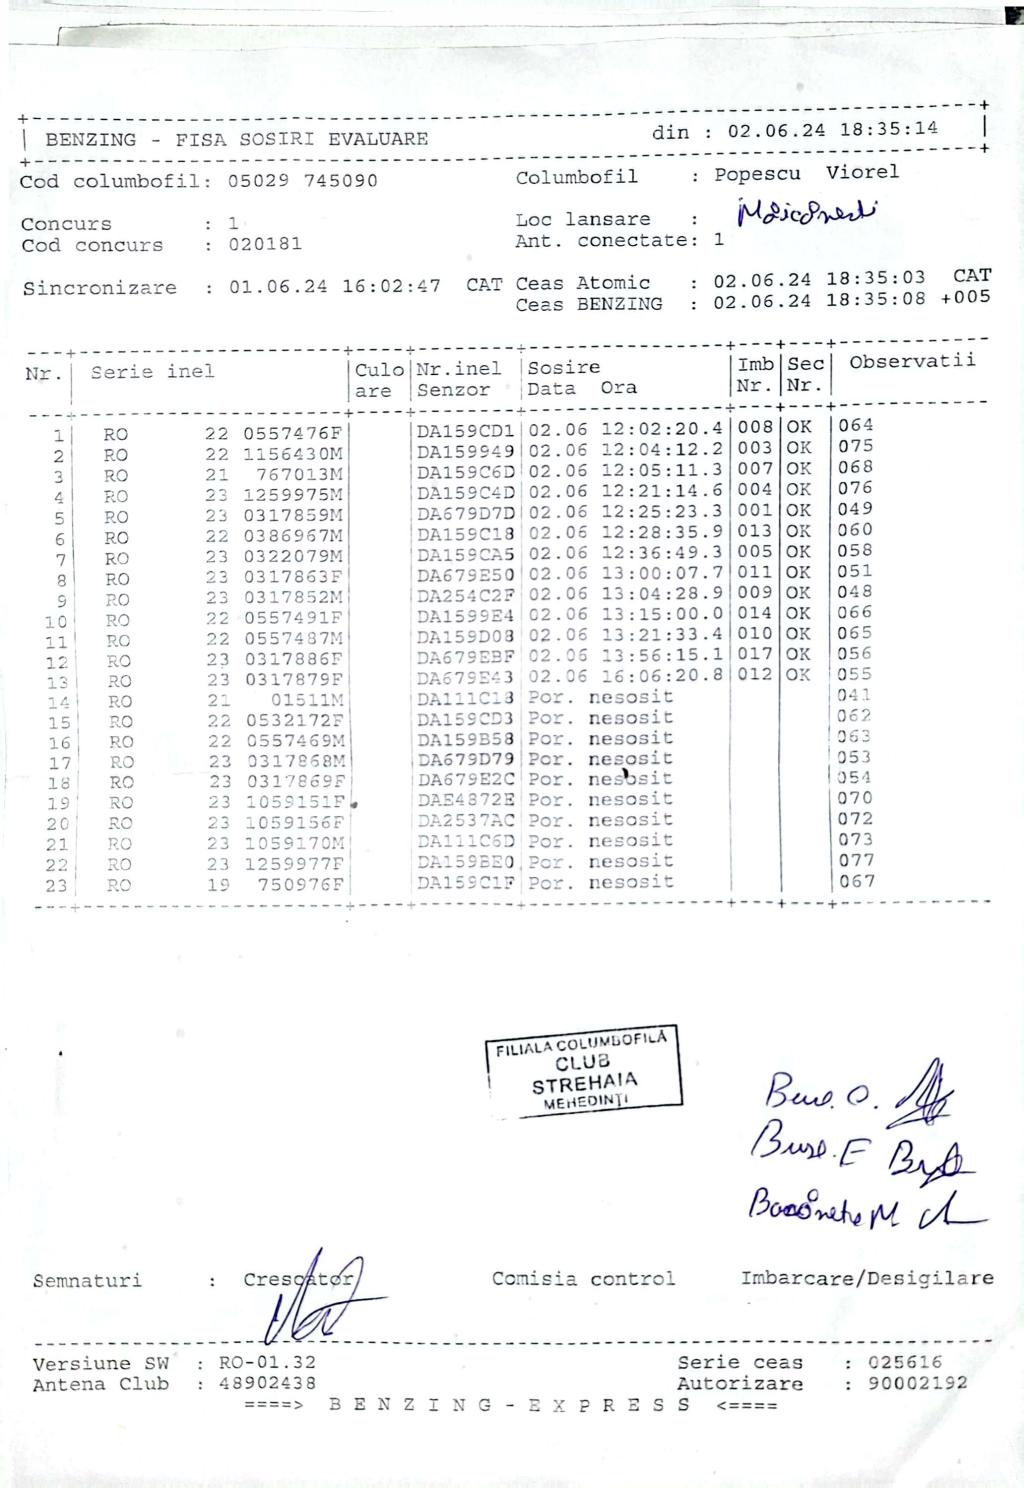 BENZING - FISA SOSIRI EVALUARE din : 02.06.24 18:35:14
Cod columbofil: 05029 745090 Columbofil : Popescu Viorel
Concurs : 1 Loc lansare :
Cod concurs : 020181 Ant. conectate: 1
Sincronizare : 01.06.24 16:02:47 CAT Ceas Atomic : 02.06.24 18:35:03 CAT
Ceas BENZING : 02.06.24 18:35:08 +005
Nr. Serie inel Culo Nr.inel Sosire Imb Sec Observatii
are Senzor Data Ora Nr. Nr.
1 RO 22 0557476F DA159CD1 02.06 12:02:20.4 008 OK 064
2 RO 22 1156430M DA159949 02.06 12:04:12.2 003 OK 075
3 RO 21 767013M DA159C6D 02.06 12:05:11.3 007 OK 068
4 RO 23 1259975M DA159C4D 02.06 12:21:14.6 004 OK 076
5 RO 23 0317859M DA679D7D 02.06 12:25:23.3 001 OK 049
6 RO 22 0386967M DA159C18 02.06 12:28:35.9 013 OK 060
7 RO 23 0322079M DA159CA5 02.06 12:36:49.3 005 OK 058
8 RO 23 0317863F DA679E50 02.06 13:00:07.7 011 OK 051
9 RO 23 0317852M DA254C2F 02.06 13:04:28.9 009 OK 048
10 RO 22 0557491F DA1599E4 02.06 13:15:00.0 014 OK 066
11 RO 22 0557487M DA159D08 02.06 13:21:33.4 010 OK 065
12 RO 23 0317886F DA679EBF 02.06 13:56:15.1 017 OK 056
13 RO 23 0317879F DA679E43 02.06 16:06:20.8 012 OK 055
14 RO 21 01511M DA111C18 Por. nesosit 041
15 RO 22 0532172F DA159CD3 Por. nesosit 062
16 RO 22 0557469M DA159B58 Por. nesosit 063
17 RO 23 0317868M DA679D79 Por. nesosit 053
18 RO 23 0317869F DA679E2C Por. nesosit 054
19 RO 23 1059151F DAE4872E Por. nesosit 070
20 RO 23 1059156F DA2537AC Por. nesosit 072
21 RO 23 1059170M DA111C6D Por. nesosit 073
22 RO 23 1259977F DA159BE0 Por. nesosit 077
23 RO 19 750976F DA159C1F Por. nesosit 067
FILIALA COLUMBOFILĂ
CLUB
STREHAIA
MEHEDINŢI
Semnaturi : Crescator Comisia control Imbarcare/Desigilare
Versiune SW : RO-01.32 Serie ceas : 025616
Antena Club : 48902438 Autorizare : 90002192
====> B E N Z I N G - E X P R E S S <====